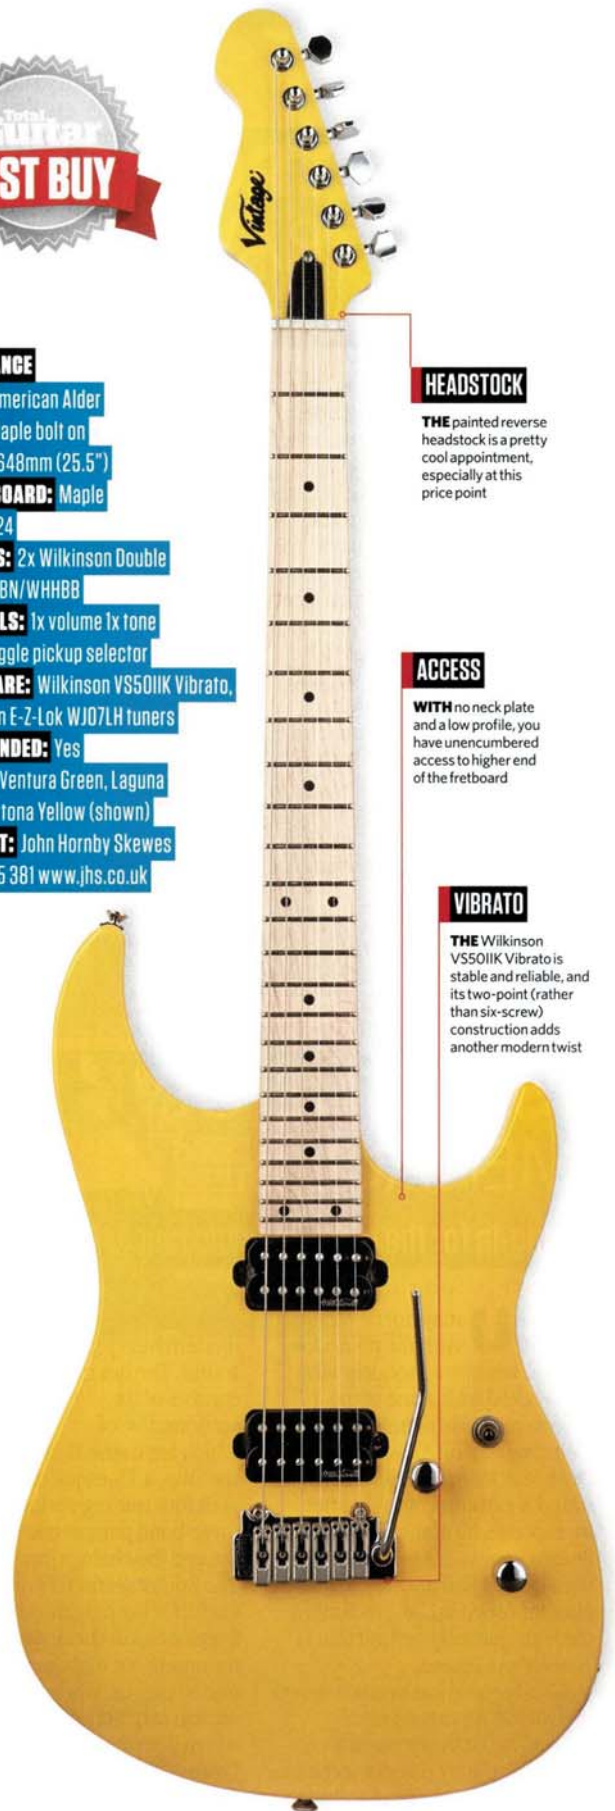 Total
Guitar
ST BUY
Vintage
NCE
merican Alder
aple bolt on
648mm (25.5")
OARD: Maple
24
S: 2x Wilkinson Double
BN/WHHBB
LS: 1x volume 1x tone
ggle pickup selector
ARE: Wilkinson VS50IIK Vibrato,
n E-Z-Lok WJ07LH tuners
NDED: Yes
Ventura Green, Laguna
tona Yellow (shown)
T: John Hornby Skewes
5 381 www.jhs.co.uk
HEADSTOCK
THE painted reverse
headstock is a pretty
cool appointment,
especially at this
price point
ACCESS
WITH no neck plate
and a low profile, you
have unencumbered
access to higher end
of the fretboard
VIBRATO
THE Wilkinson
VS50IIK Vibrato is
stable and reliable, and
its two-point (rather
than six-screw)
construction adds
another modern twist